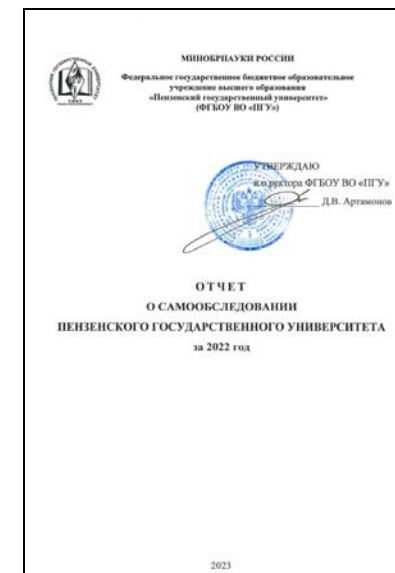 МИНОБРНАУКИ РОССИИ
Федеральное государственное бюджетное образовательное
учреждение высшего образования
«Пензенский государственный университет»
(ФГБОУ ВО «ПГУ»)
1943
УТВЕРЖДАЮ
и.о ректора ФГБОУ ВО «ПГУ»
Д.В. Артамонов
ОТЧЕТ
О САМООБСЛЕДОВАНИИ
ПЕНЗЕНСКОГО ГОСУДАРСТВЕННОГО УНИВЕРСИТЕТА
за 2022 год
2023